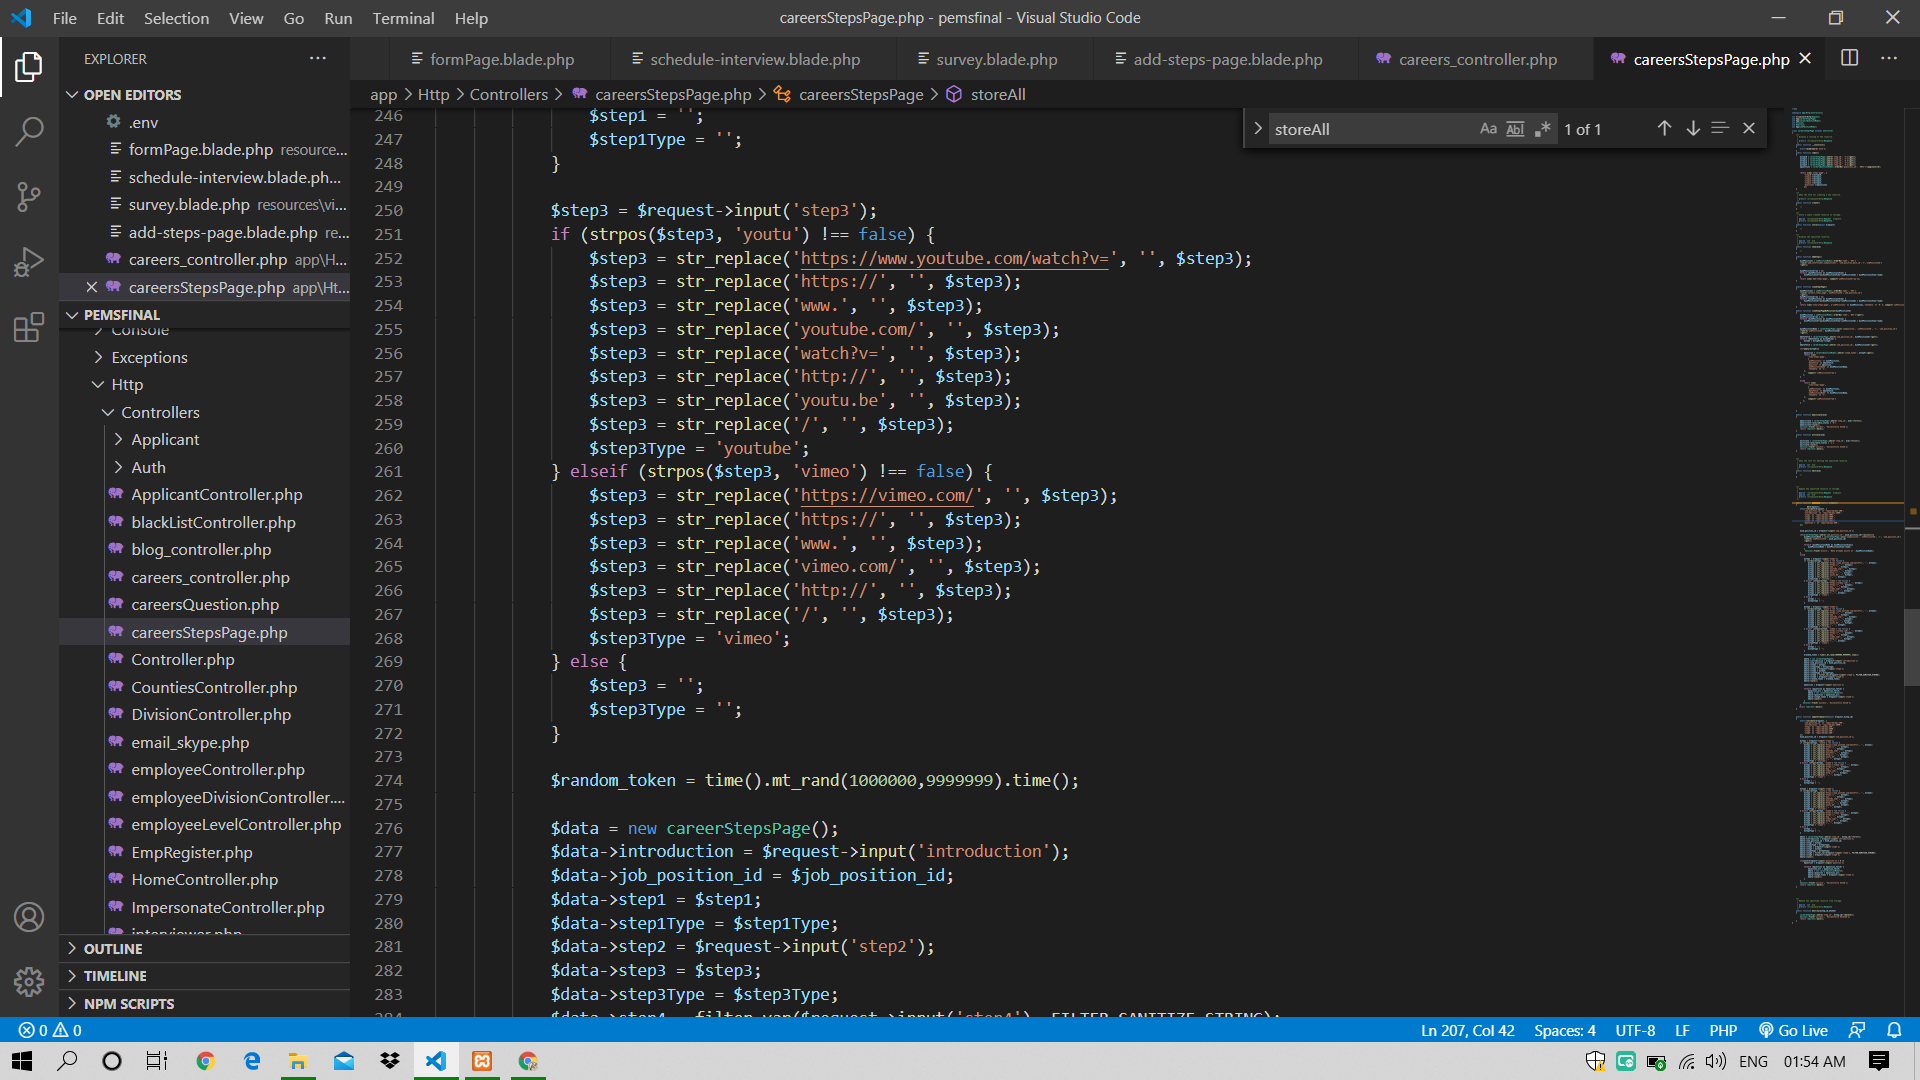 File Edit Selection View Go Run Terminal Help
careersStepsPage.php - pemsfinal - Visual Studio Code
EXPLORER
formPage.blade.php
schedule-interview.blade.php
survey.blade.php
add-steps-page.blade.php
careers_controller.php
careersStepsPage.php
OPEN EDITORS
.env
formPage.blade.php resource...
schedule-interview.blade.ph...
survey.blade.php resources\vi...
add-steps-page.blade.php re...
careers_controller.php app\H...
careersStepsPage.php app\Ht...
PEMSFINAL
Console
Exceptions
Http
Controllers
Applicant
Auth
ApplicantController.php
blackListController.php
blog_controller.php
careers_controller.php
careersQuestion.php
careersStepsPage.php
Controller.php
CountiesController.php
DivisionController.php
email_skype.php
employeeController.php
employeeDivisionController....
employeeLevelController.php
EmpRegister.php
HomeController.php
ImpersonateController.php
interviewer.php
OUTLINE
TIMELINE
NPM SCRIPTS
app > Http > Controllers > careersStepsPage.php > careersStepsPage > storeAll
storeAll Aa Abl .* 1 of 1
246 $step1 = '';
247 $step1Type = '';
248 }
249
250 $step3 = $request->input('step3');
251 if (strpos($step3, 'youtu') !== false) {
252 $step3 = str_replace('https://www.youtube.com/watch?v=', '', $step3);
253 $step3 = str_replace('https://', '', $step3);
254 $step3 = str_replace('www.', '', $step3);
255 $step3 = str_replace('youtube.com/', '', $step3);
256 $step3 = str_replace('watch?v=', '', $step3);
257 $step3 = str_replace('http://', '', $step3);
258 $step3 = str_replace('youtu.be', '', $step3);
259 $step3 = str_replace('/', '', $step3);
260 $step3Type = 'youtube';
261 } elseif (strpos($step3, 'vimeo') !== false) {
262 $step3 = str_replace('https://vimeo.com/', '', $step3);
263 $step3 = str_replace('https://', '', $step3);
264 $step3 = str_replace('www.', '', $step3);
265 $step3 = str_replace('vimeo.com/', '', $step3);
266 $step3 = str_replace('http://', '', $step3);
267 $step3 = str_replace('/', '', $step3);
268 $step3Type = 'vimeo';
269 } else {
270 $step3 = '';
271 $step3Type = '';
272 }
273
274 $random_token = time().mt_rand(1000000,9999999).time();
275
276 $data = new careerStepsPage();
277 $data->introduction = $request->input('introduction');
278 $data->job_position_id = $job_position_id;
279 $data->step1 = $step1;
280 $data->step1Type = $step1Type;
281 $data->step2 = $request->input('step2');
282 $data->step3 = $step3;
283 $data->step3Type = $step3Type;
284 $data->step4 = filter_var($request->input('step4'), FILTER_SANITIZE_STRING);
0 0
Ln 207, Col 42 Spaces: 4 UTF-8 LF PHP Go Live
ENG 01:54 AM